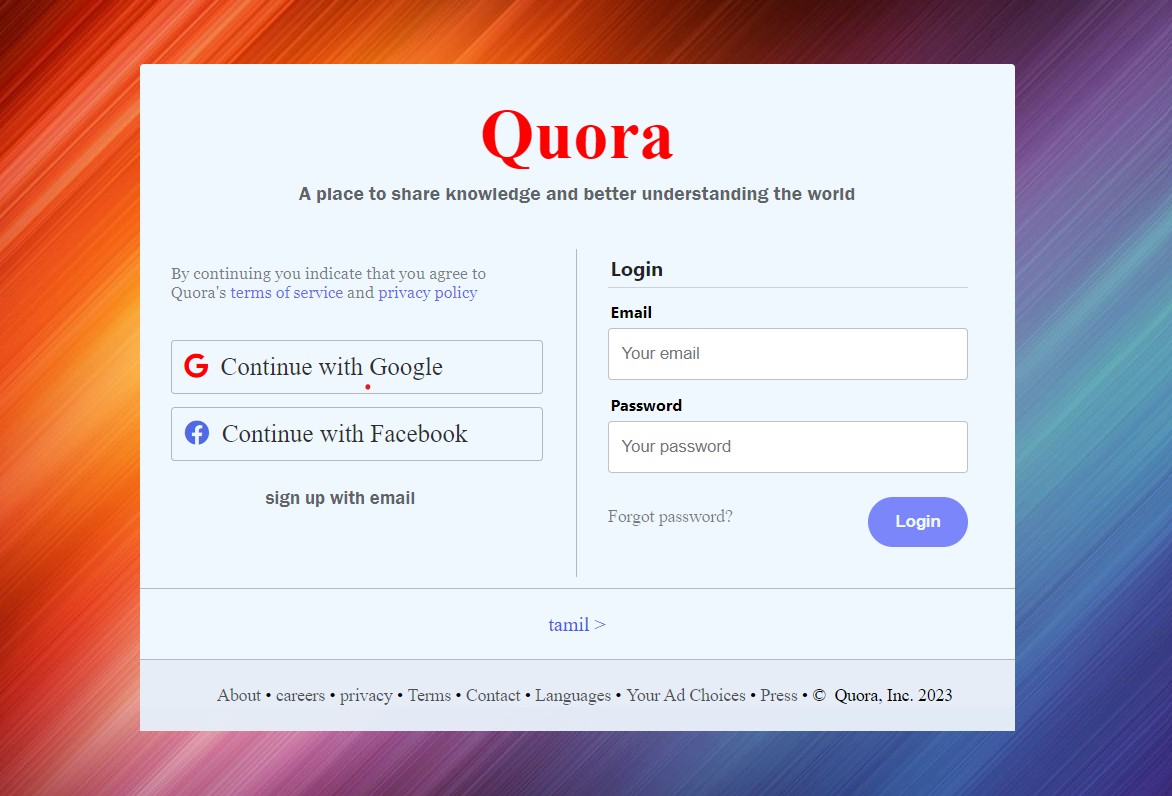 Quora
A place to share knowledge and better understanding the world
By continuing you indicate that you agree to
Quora's terms of service and privacy policy
Continue with Google
Continue with Facebook
sign up with email
Login
Email
Your email
Password
Your password
Forgot password?
Login
tamil >
About • careers • privacy • Terms • Contact • Languages • Your Ad Choices • Press • © Quora, Inc. 2023